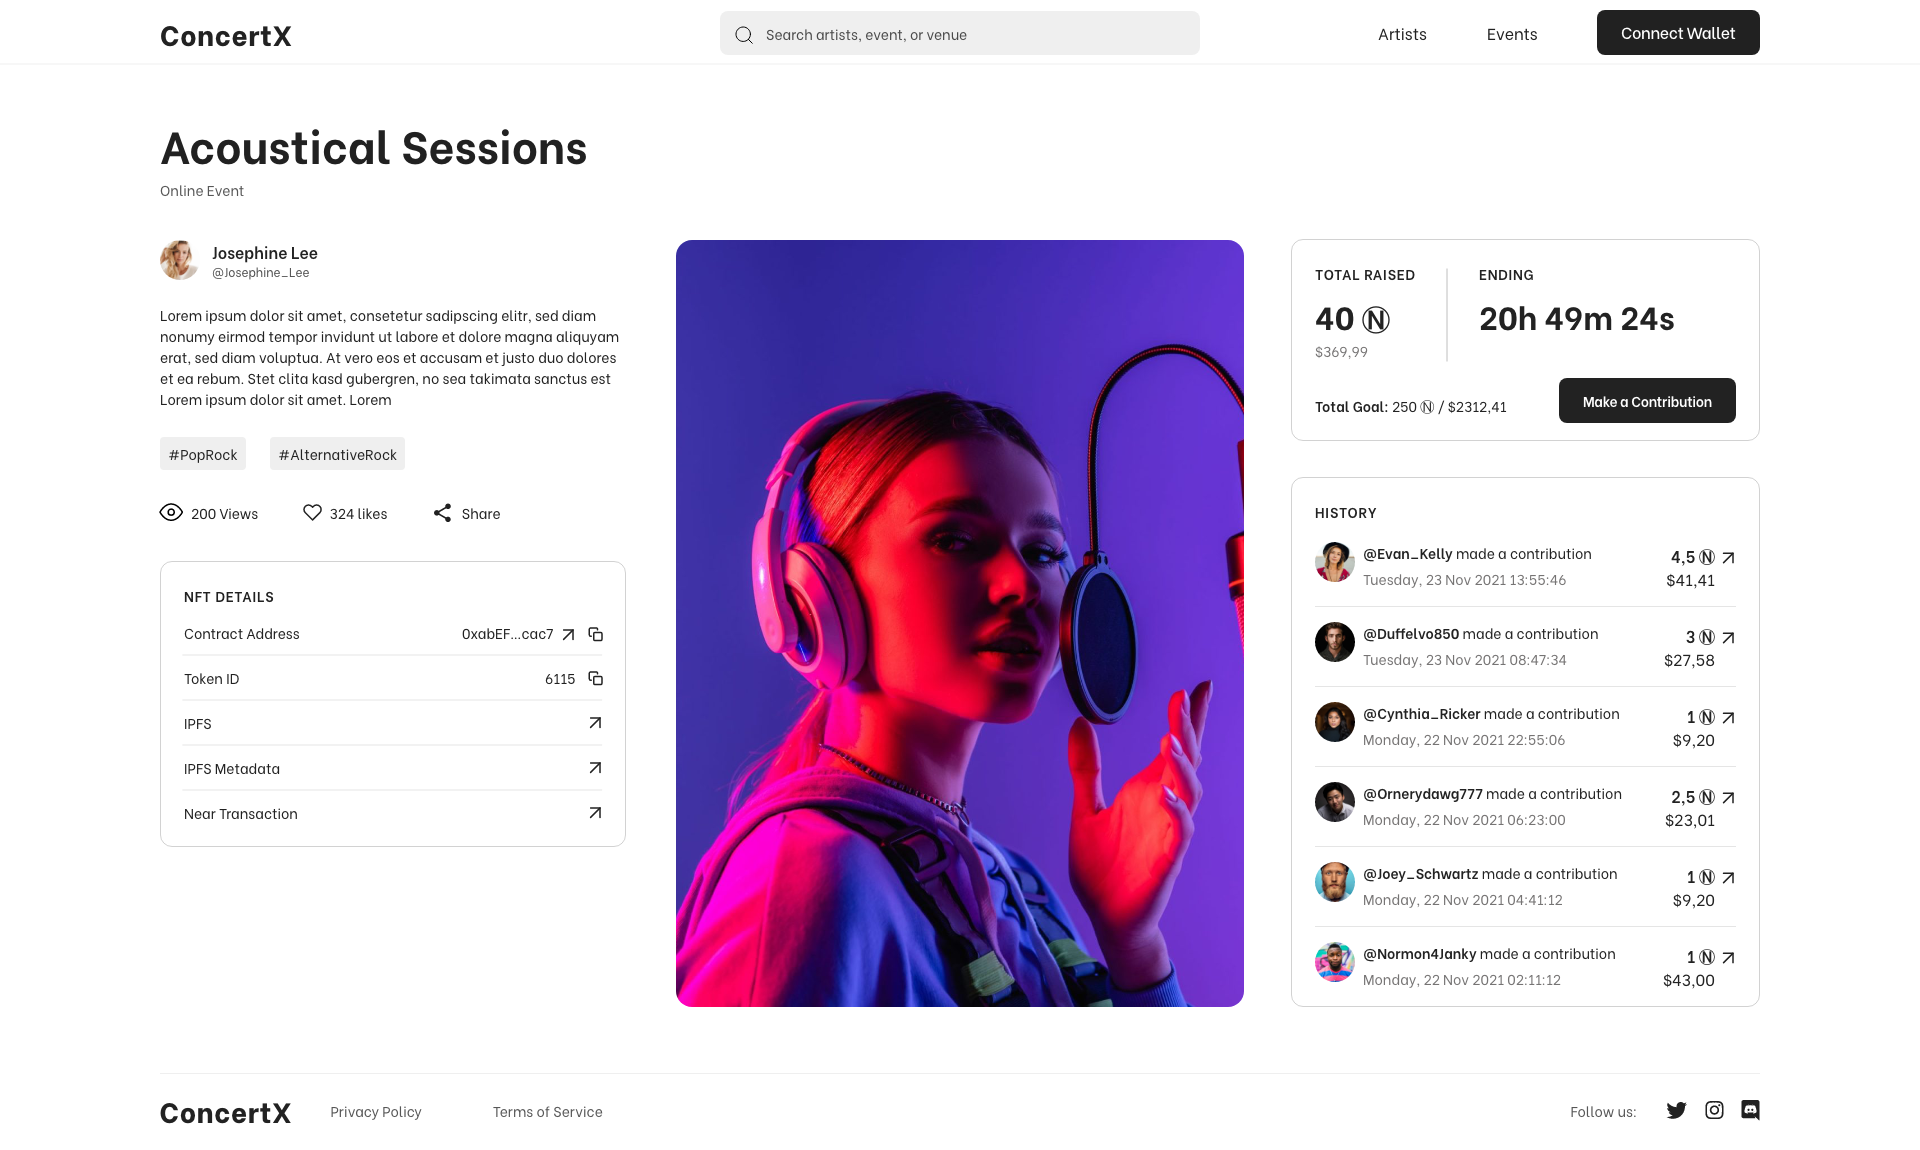 ConcertX
Search artists, event, or venue
Artists
Events
Connect Wallet
Acoustical Sessions
Online Event
Josephine Lee
@Josephine_Lee
Lorem ipsum dolor sit amet, consetetur sadipscing elitr, sed diam
nonumy eirmod tempor invidunt ut labore et dolore magna aliquyam
erat, sed diam voluptua. At vero eos et accusam et justo duo dolores
et ea rebum. Stet clita kasd gubergren, no sea takimata sanctus est
Lorem ipsum dolor sit amet. Lorem
#PopRock
#AlternativeRock
200 Views
324 likes
Share
NFT DETAILS
Contract Address
0xabEF...cac7
Token ID
6115
IPFS
IPFS Metadata
Near Transaction
TOTAL RAISED
40 Ⓝ
$369,99
ENDING
20h 49m 24s
Total Goal: 250 Ⓝ / $2312,41
Make a Contribution
HISTORY
@Evan_Kelly made a contribution
Tuesday, 23 Nov 2021 13:55:46
4,5 Ⓝ
$41,41
@Duffelvo850 made a contribution
Tuesday, 23 Nov 2021 08:47:34
3 Ⓝ
$27,58
@Cynthia_Ricker made a contribution
Monday, 22 Nov 2021 22:55:06
1 Ⓝ
$9,20
@Ornerydawg777 made a contribution
Monday, 22 Nov 2021 06:23:00
2,5 Ⓝ
$23,01
@Joey_Schwartz made a contribution
Monday, 22 Nov 2021 04:41:12
1 Ⓝ
$9,20
@Normon4Janky made a contribution
Monday, 22 Nov 2021 02:11:12
1 Ⓝ
$43,00
ConcertX
Privacy Policy
Terms of Service
Follow us: